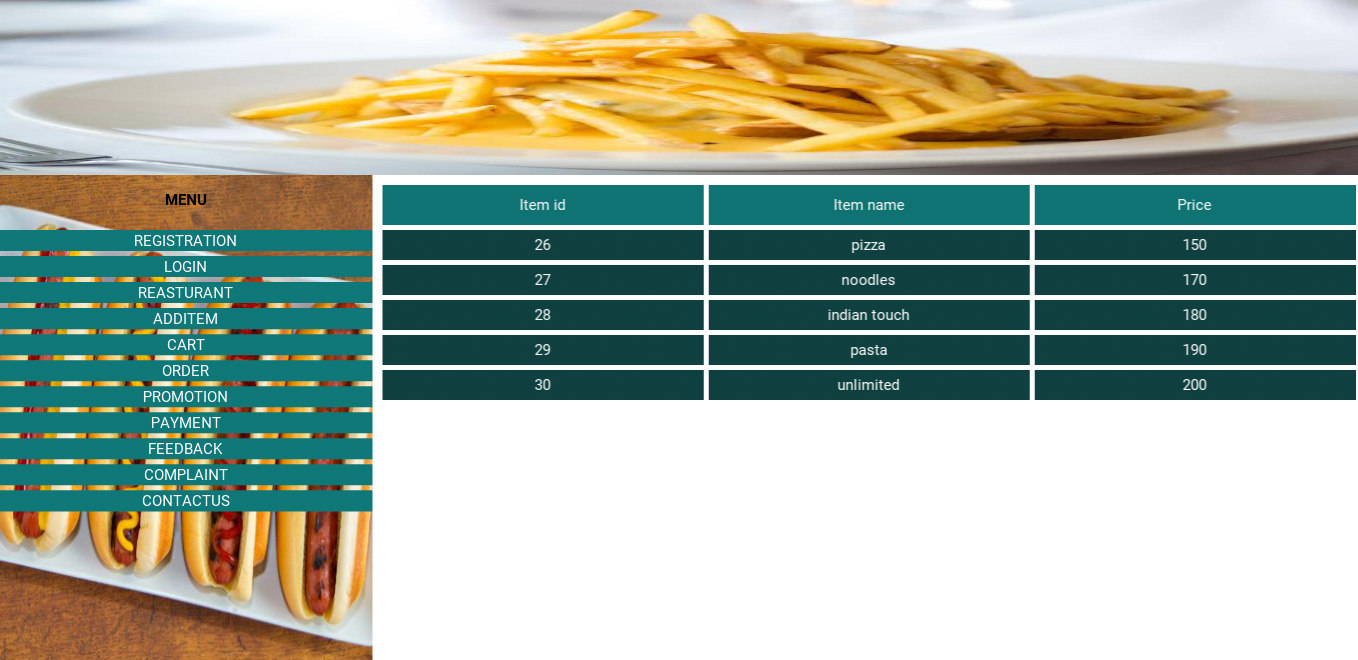 MENU
REGISTRATION
LOGIN
REASTURANT
ADDITEM
CART
ORDER
PROMOTION
PAYMENT
FEEDBACK
COMPLAINT
CONTACTUS
Item id Item name Price
26 pizza 150
27 noodles 170
28 indian touch 180
29 pasta 190
30 unlimited 200